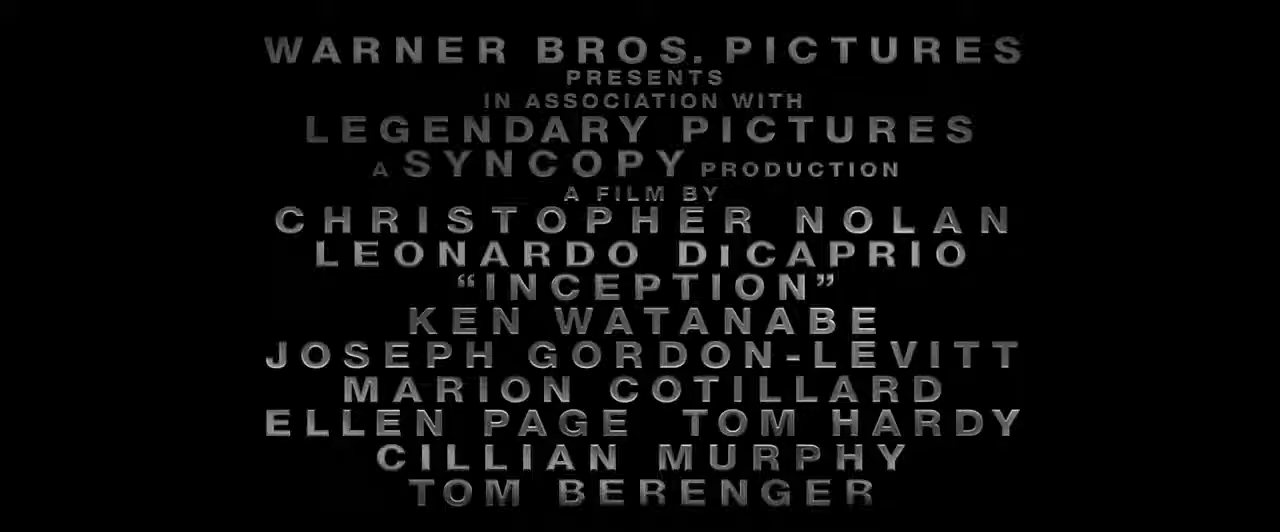 WARNER BROS. PICTURES
PRESENTS
IN ASSOCIATION WITH
LEGENDARY PICTURES
A SYNCOPY PRODUCTION
A FILM BY
CHRISTOPHER NOLAN
LEONARDO DiCAPRIO
“INCEPTION”
KEN WATANABE
JOSEPH GORDON-LEVITT
MARION COTILLARD
ELLEN PAGE TOM HARDY
CILLIAN MURPHY
TOM BERENGER